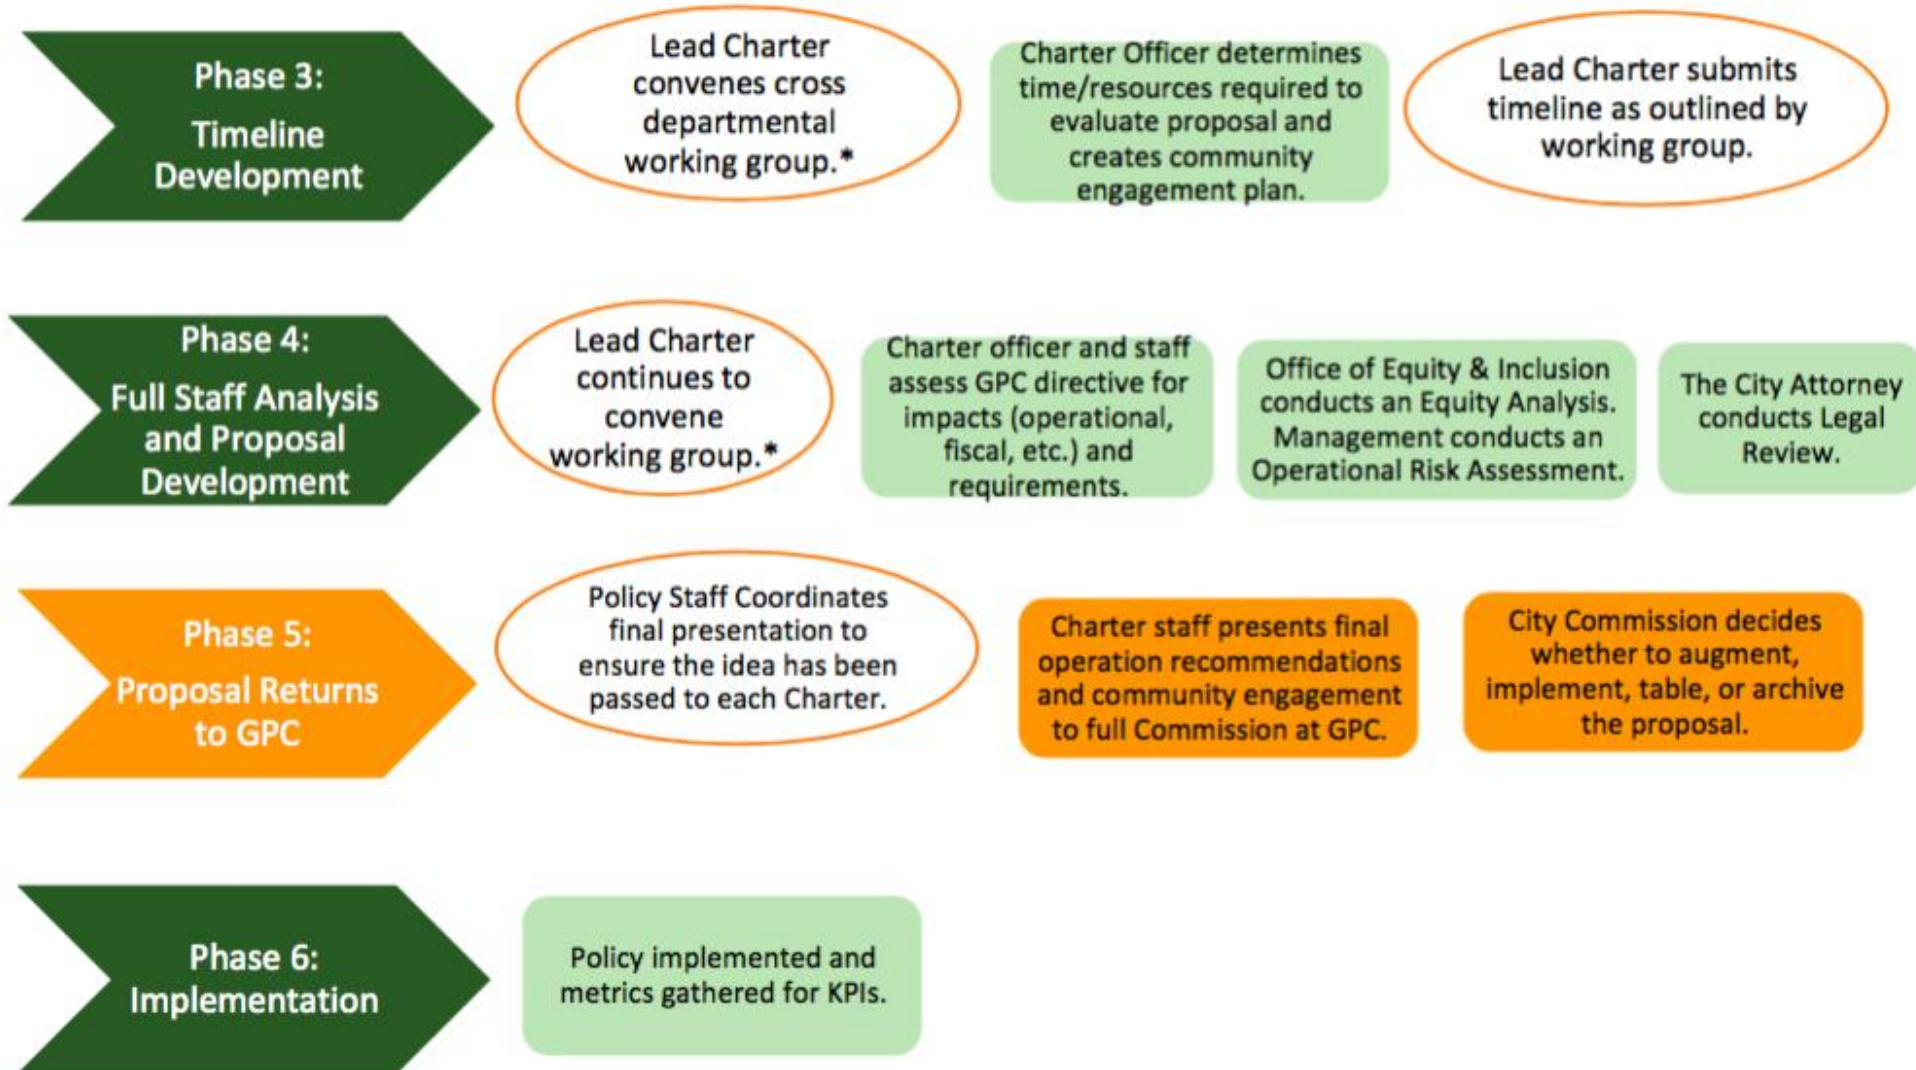 Phase 3:
Timeline
Development
Lead Charter
convenes cross
departmental
working group.*
Charter Officer determines
time/resources required to
evaluate proposal and
creates community
engagement plan.
Lead Charter submits
timeline as outlined by
working group.
Phase 4:
Full Staff Analysis
and Proposal
Development
Lead Charter
continues to
convene
working group.*
Charter officer and staff
assess GPC directive for
impacts (operational,
fiscal, etc.) and
requirements.
Office of Equity & Inclusion
conducts an Equity Analysis.
Management conducts an
Operational Risk Assessment.
The City Attorney
conducts Legal
Review.
Phase 5:
Proposal Returns
to GPC
Policy Staff Coordinates
final presentation to
ensure the idea has been
passed to each Charter.
Charter staff presents final
operation recommendations
and community engagement
to full Commission at GPC.
City Commission decides
whether to augment,
implement, table, or archive
the proposal.
Phase 6:
Implementation
Policy implemented and
metrics gathered for KPIs.